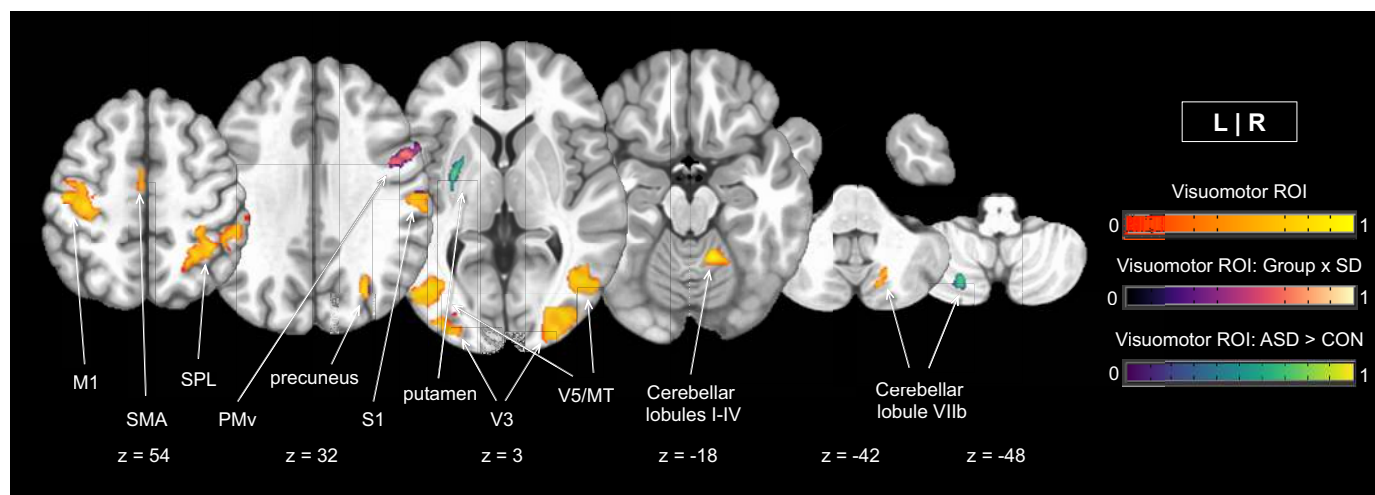 L | R
Visuomotor ROI
0 1
Visuomotor ROI: Group x SD
0 1
Visuomotor ROI: ASD > CON
0 1
M1
SMA
SPL
PMv
precuneus
S1
putamen
V3
V5/MT
Cerebellar
lobules I-IV
Cerebellar
lobule VIIb
z = 54
z = 32
z = 3
z = -18
z = -42
z = -48